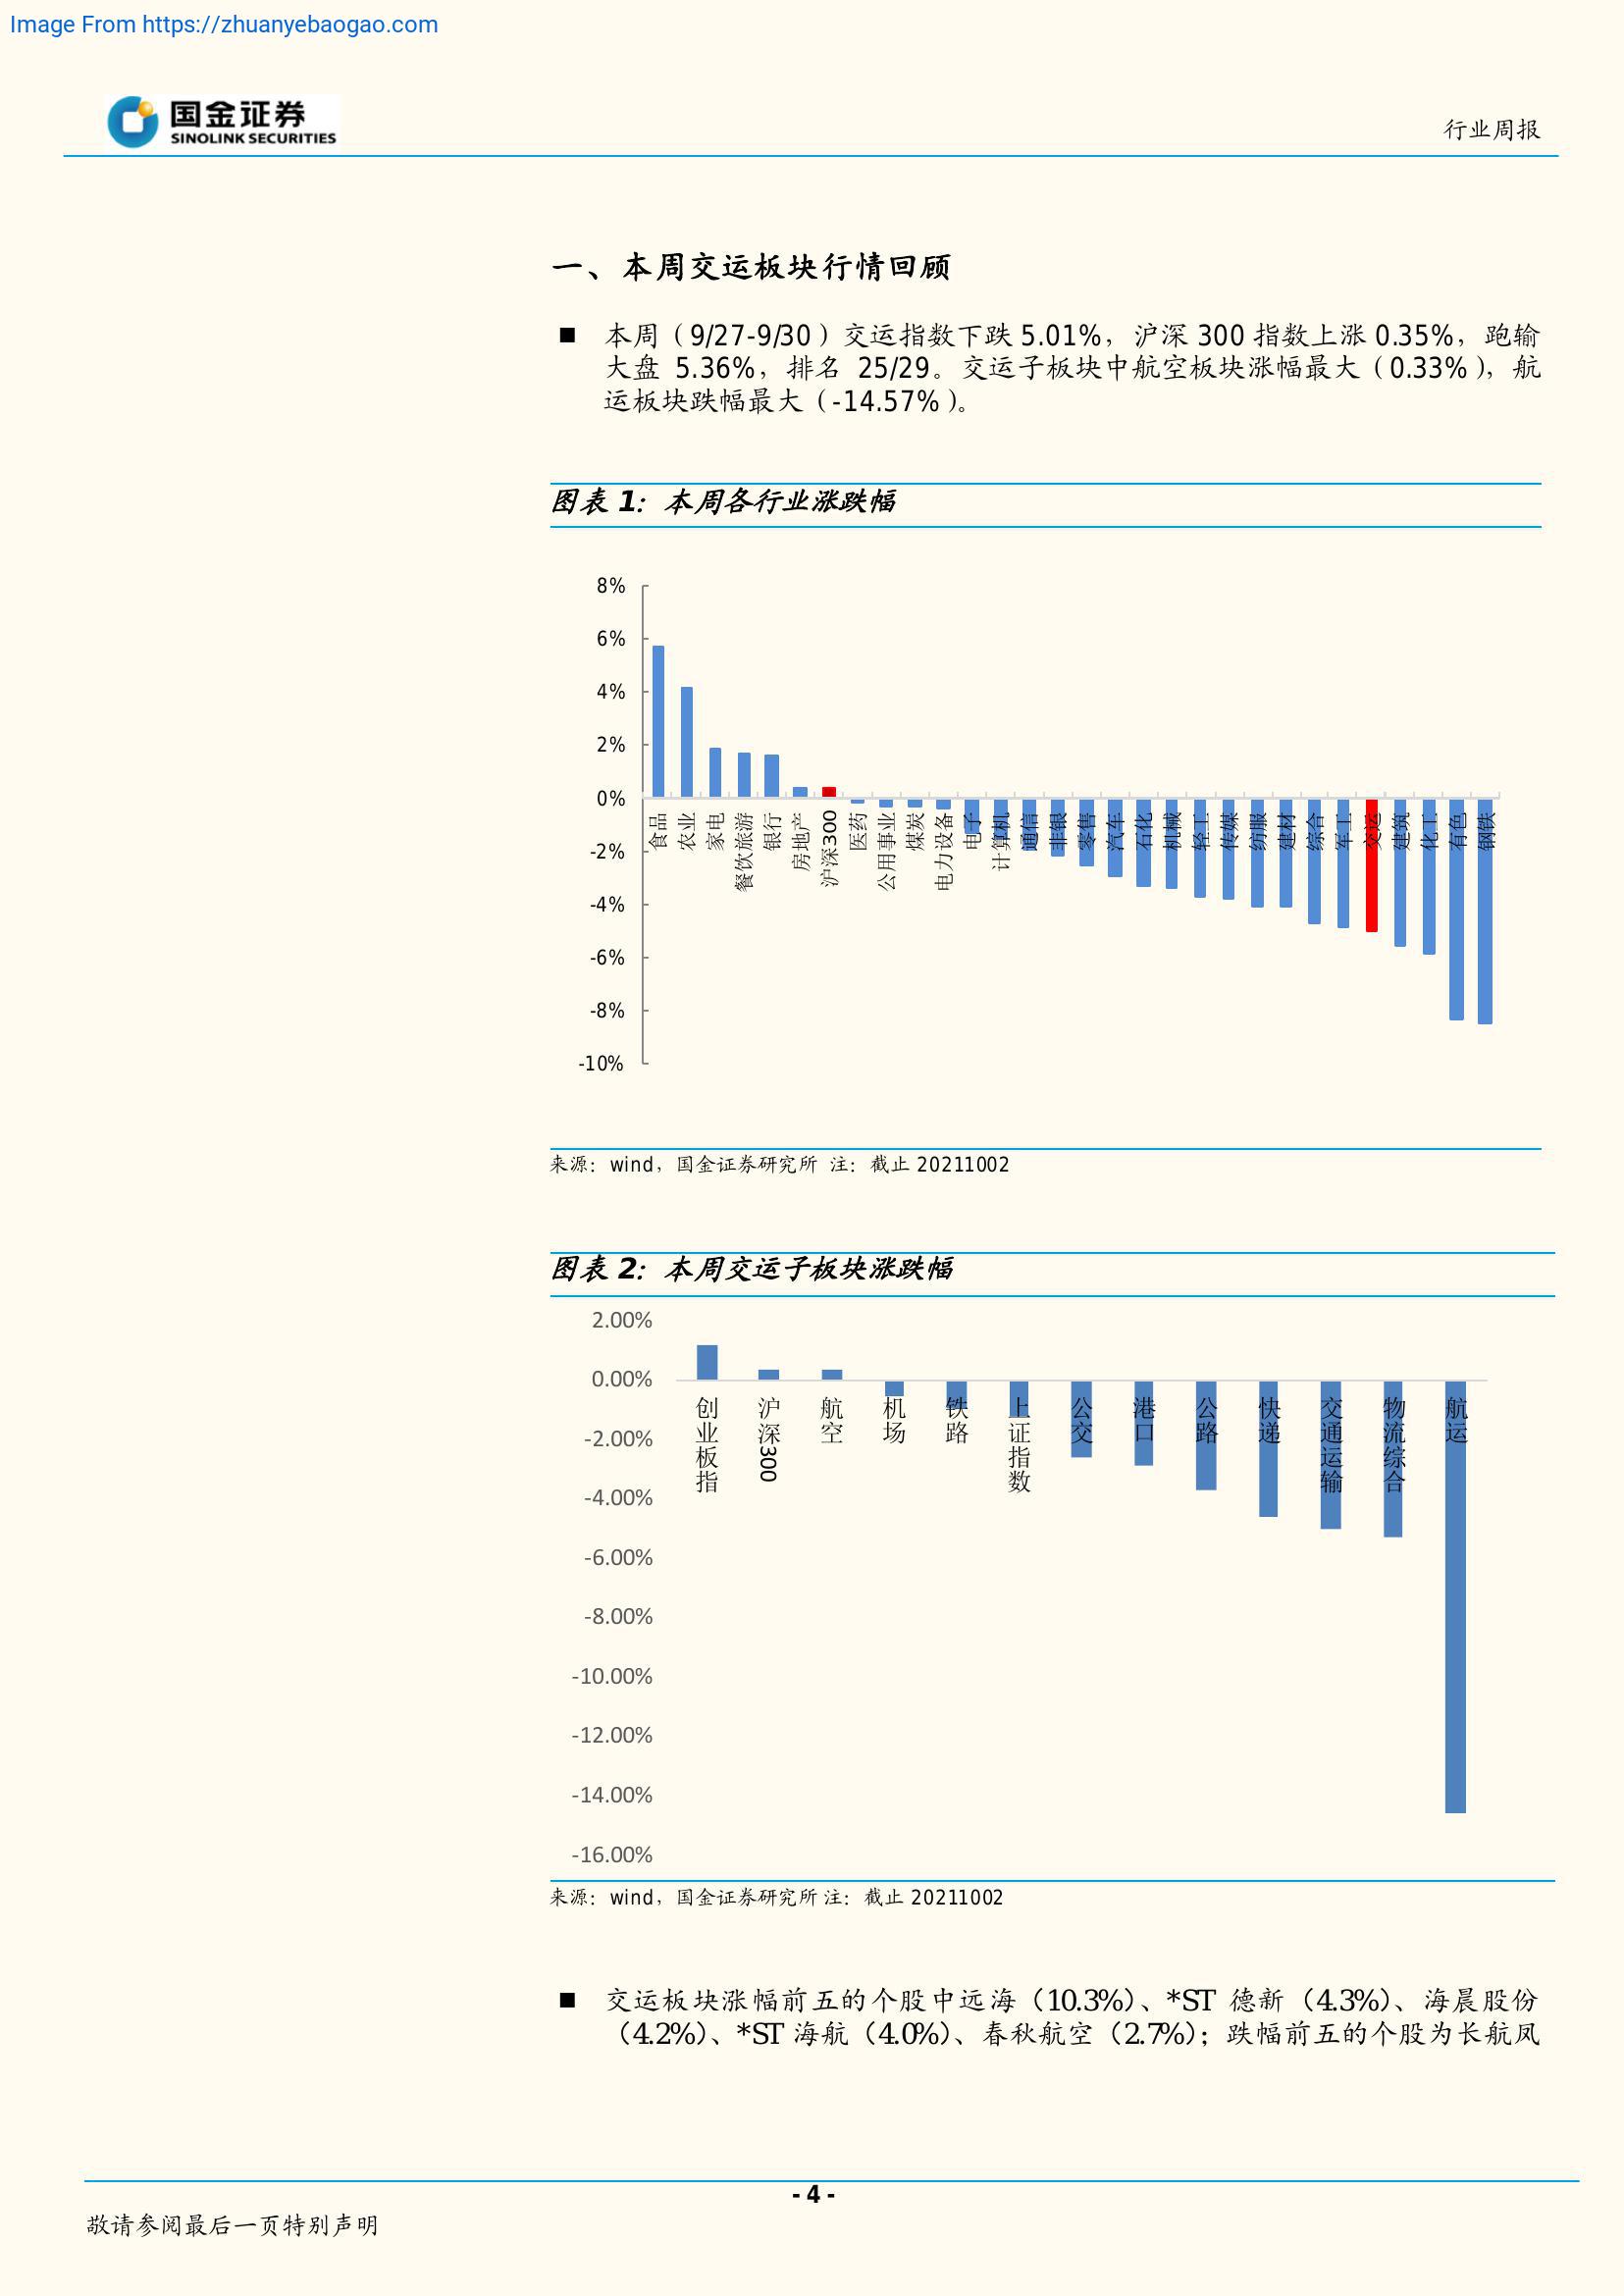 Image From https://zhuanyebaogao.com
国金证券
SINOLINK SECURITIES
行业周报
一、本周交运板块行情回顾
■ 本周（9/27-9/30）交运指数下跌 5.01%，沪深 300 指数上涨 0.35%，跑输
大盘 5.36%，排名 25/29。交运子板块中航空板块涨幅最大（0.33%），航
运板块跌幅最大（-14.57%）。
图表 1：本周各行业涨跌幅
8%
6%
4%
2%
0%
-2%
-4%
-6%
-8%
-10%
食品
农业
家电
餐饮旅游
银行
房地产
沪深300
医药
公用事业
煤炭
电力设备
电子
计算机
通信
非银
零售
汽车
石化
机械
轻工
传媒
纺服
建材
综合
军工
交运
建筑
化工
有色
钢铁
来源：wind，国金证券研究所 注：截止 20211002
图表 2：本周交运子板块涨跌幅
2.00%
0.00%
-2.00%
-4.00%
-6.00%
-8.00%
-10.00%
-12.00%
-14.00%
-16.00%
创业板指
沪深300
航空
机场
铁路
上证指数
公交
港口
公路
快递
交通运输
物流综合
航运
来源：wind，国金证券研究所 注：截止 20211002
■ 交运板块涨幅前五的个股中远海（10.3%）、*ST 德新（4.3%）、海晨股份
（4.2%）、*ST 海航（4.0%）、春秋航空（2.7%）；跌幅前五的个股为长航凤
- 4 -
敬请参阅最后一页特别声明